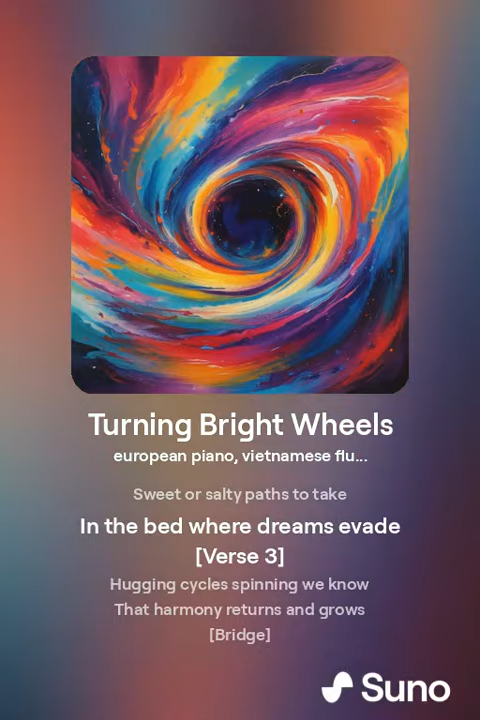 Turning Bright Wheels
european piano, vietnamese flu...
Sweet or salty paths to take
In the bed where dreams evade
[Verse 3]
Hugging cycles spinning we know
That harmony returns and grows
[Bridge]
Suno